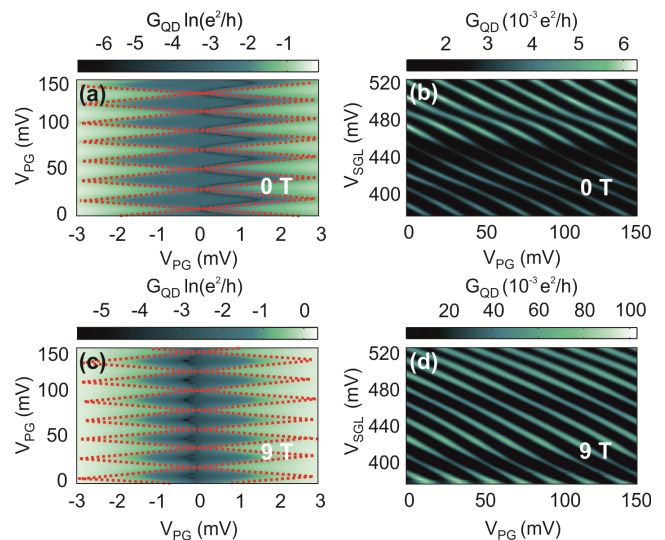 G_QD ln(e²/h)
-6 -5 -4 -3 -2 -1
(a)
V_PG (mV)
150
100
50
0
0 T
-3 -2 -1 0 1 2 3
V_PG (mV)
G_QD (10⁻³ e²/h)
2 3 4 5 6
(b)
V_SGL (mV)
520
480
440
400
0 T
0 50 100 150
V_PG (mV)
G_QD ln(e²/h)
-5 -4 -3 -2 -1 0
(c)
V_PG (mV)
150
100
50
0
9 T
-3 -2 -1 0 1 2 3
V_PG (mV)
G_QD (10⁻³ e²/h)
20 40 60 80 100
(d)
V_SGL (mV)
520
480
440
400
9 T
0 50 100 150
V_PG (mV)